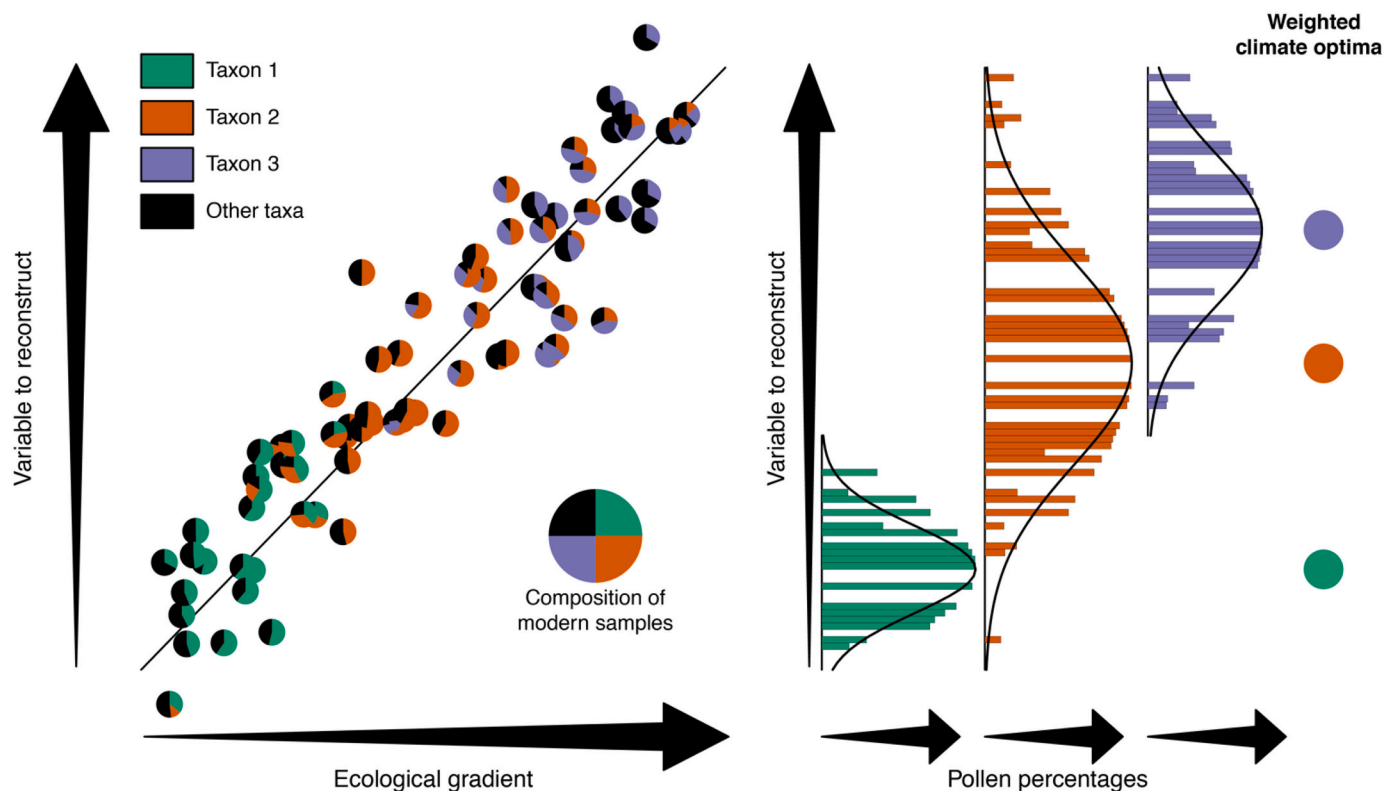 Weighted
climate optima
Taxon 1
Taxon 2
Taxon 3
Other taxa
Variable to reconstruct
Variable to reconstruct
Composition of
modern samples
Ecological gradient
Pollen percentages